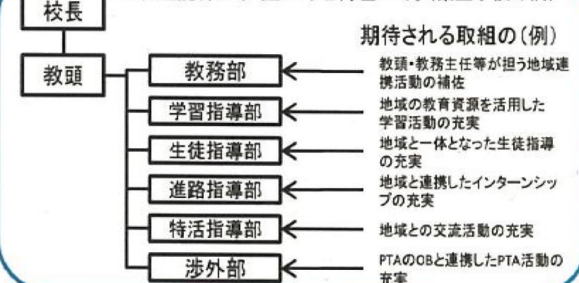 校長
期待される取組の(例)
教頭
教務部
教頭・教務主任等が担う地域連
携活動の補佐
学習指導部
地域の教育資源を活用した
学習活動の充実
生徒指導部
地域と一体となった生徒指導
の充実
進路指導部
地域と連携したインターンシッ
プの充実
特活指導部
地域との交流活動の充実
渉外部
PTAのOBと連携したPTA活動の
充実